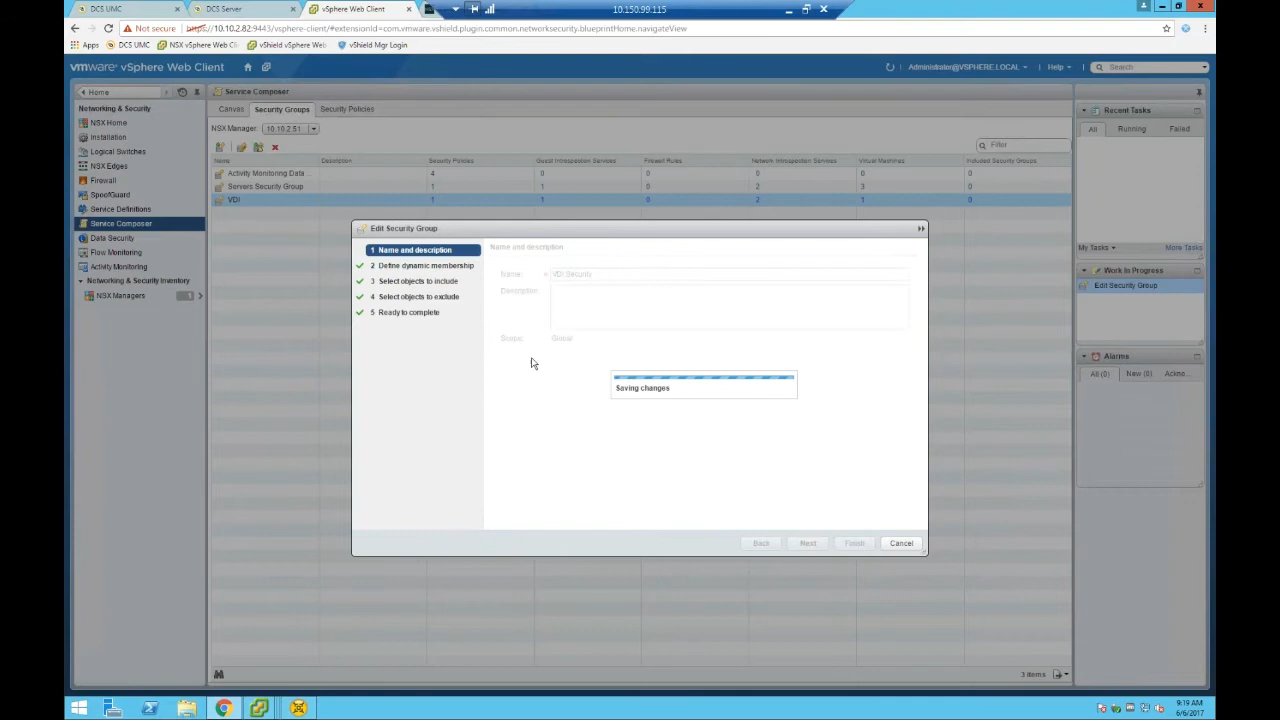 DCS UMC
DCS Server
vSphere Web Client
10.150.99.115
Not secure
https://10.10.2.82:9443/vsphere-client/#extensionId=com.vmware.vshield.plugin.common.networksecurity.blueprintHome.navigateView
Apps
DCS UMC
NSX vSphere Web Cli
vShield vSphere Web
vShield Mgr Login
vmware® vSphere Web Client
Administrator@VSPHERE.LOCAL
Help
Search
Home
Networking & Security
NSX Home
Installation
Logical Switches
NSX Edges
Firewall
SpoofGuard
Service Definitions
Service Composer
Data Security
Flow Monitoring
Activity Monitoring
Networking & Security Inventory
NSX Managers
1
Service Composer
Canvas
Security Groups
Security Policies
NSX Manager:
10.10.2.51
Filter
Name Description Security Policies Guest Introspection Services Firewall Rules Network Introspection Services Virtual Machines Included Security Groups
Activity Monitoring Data ... 4 0 0 0 0 0
Servers Security Group 1 1 0 2 3 0
VDI 1 1 0 2 1 0
Edit Security Group
1 Name and description
2 Define dynamic membership
3 Select objects to include
4 Select objects to exclude
5 Ready to complete
Name and description
Name: * VDI Security
Description:
Scope: Global
Saving changes
Back
Next
Finish
Cancel
3 items
Recent Tasks
All
Running
Failed
My Tasks
More Tasks
Work In Progress
Edit Security Group
Alarms
All (0)
New (0)
Ackno...
9:19 AM
6/6/2017